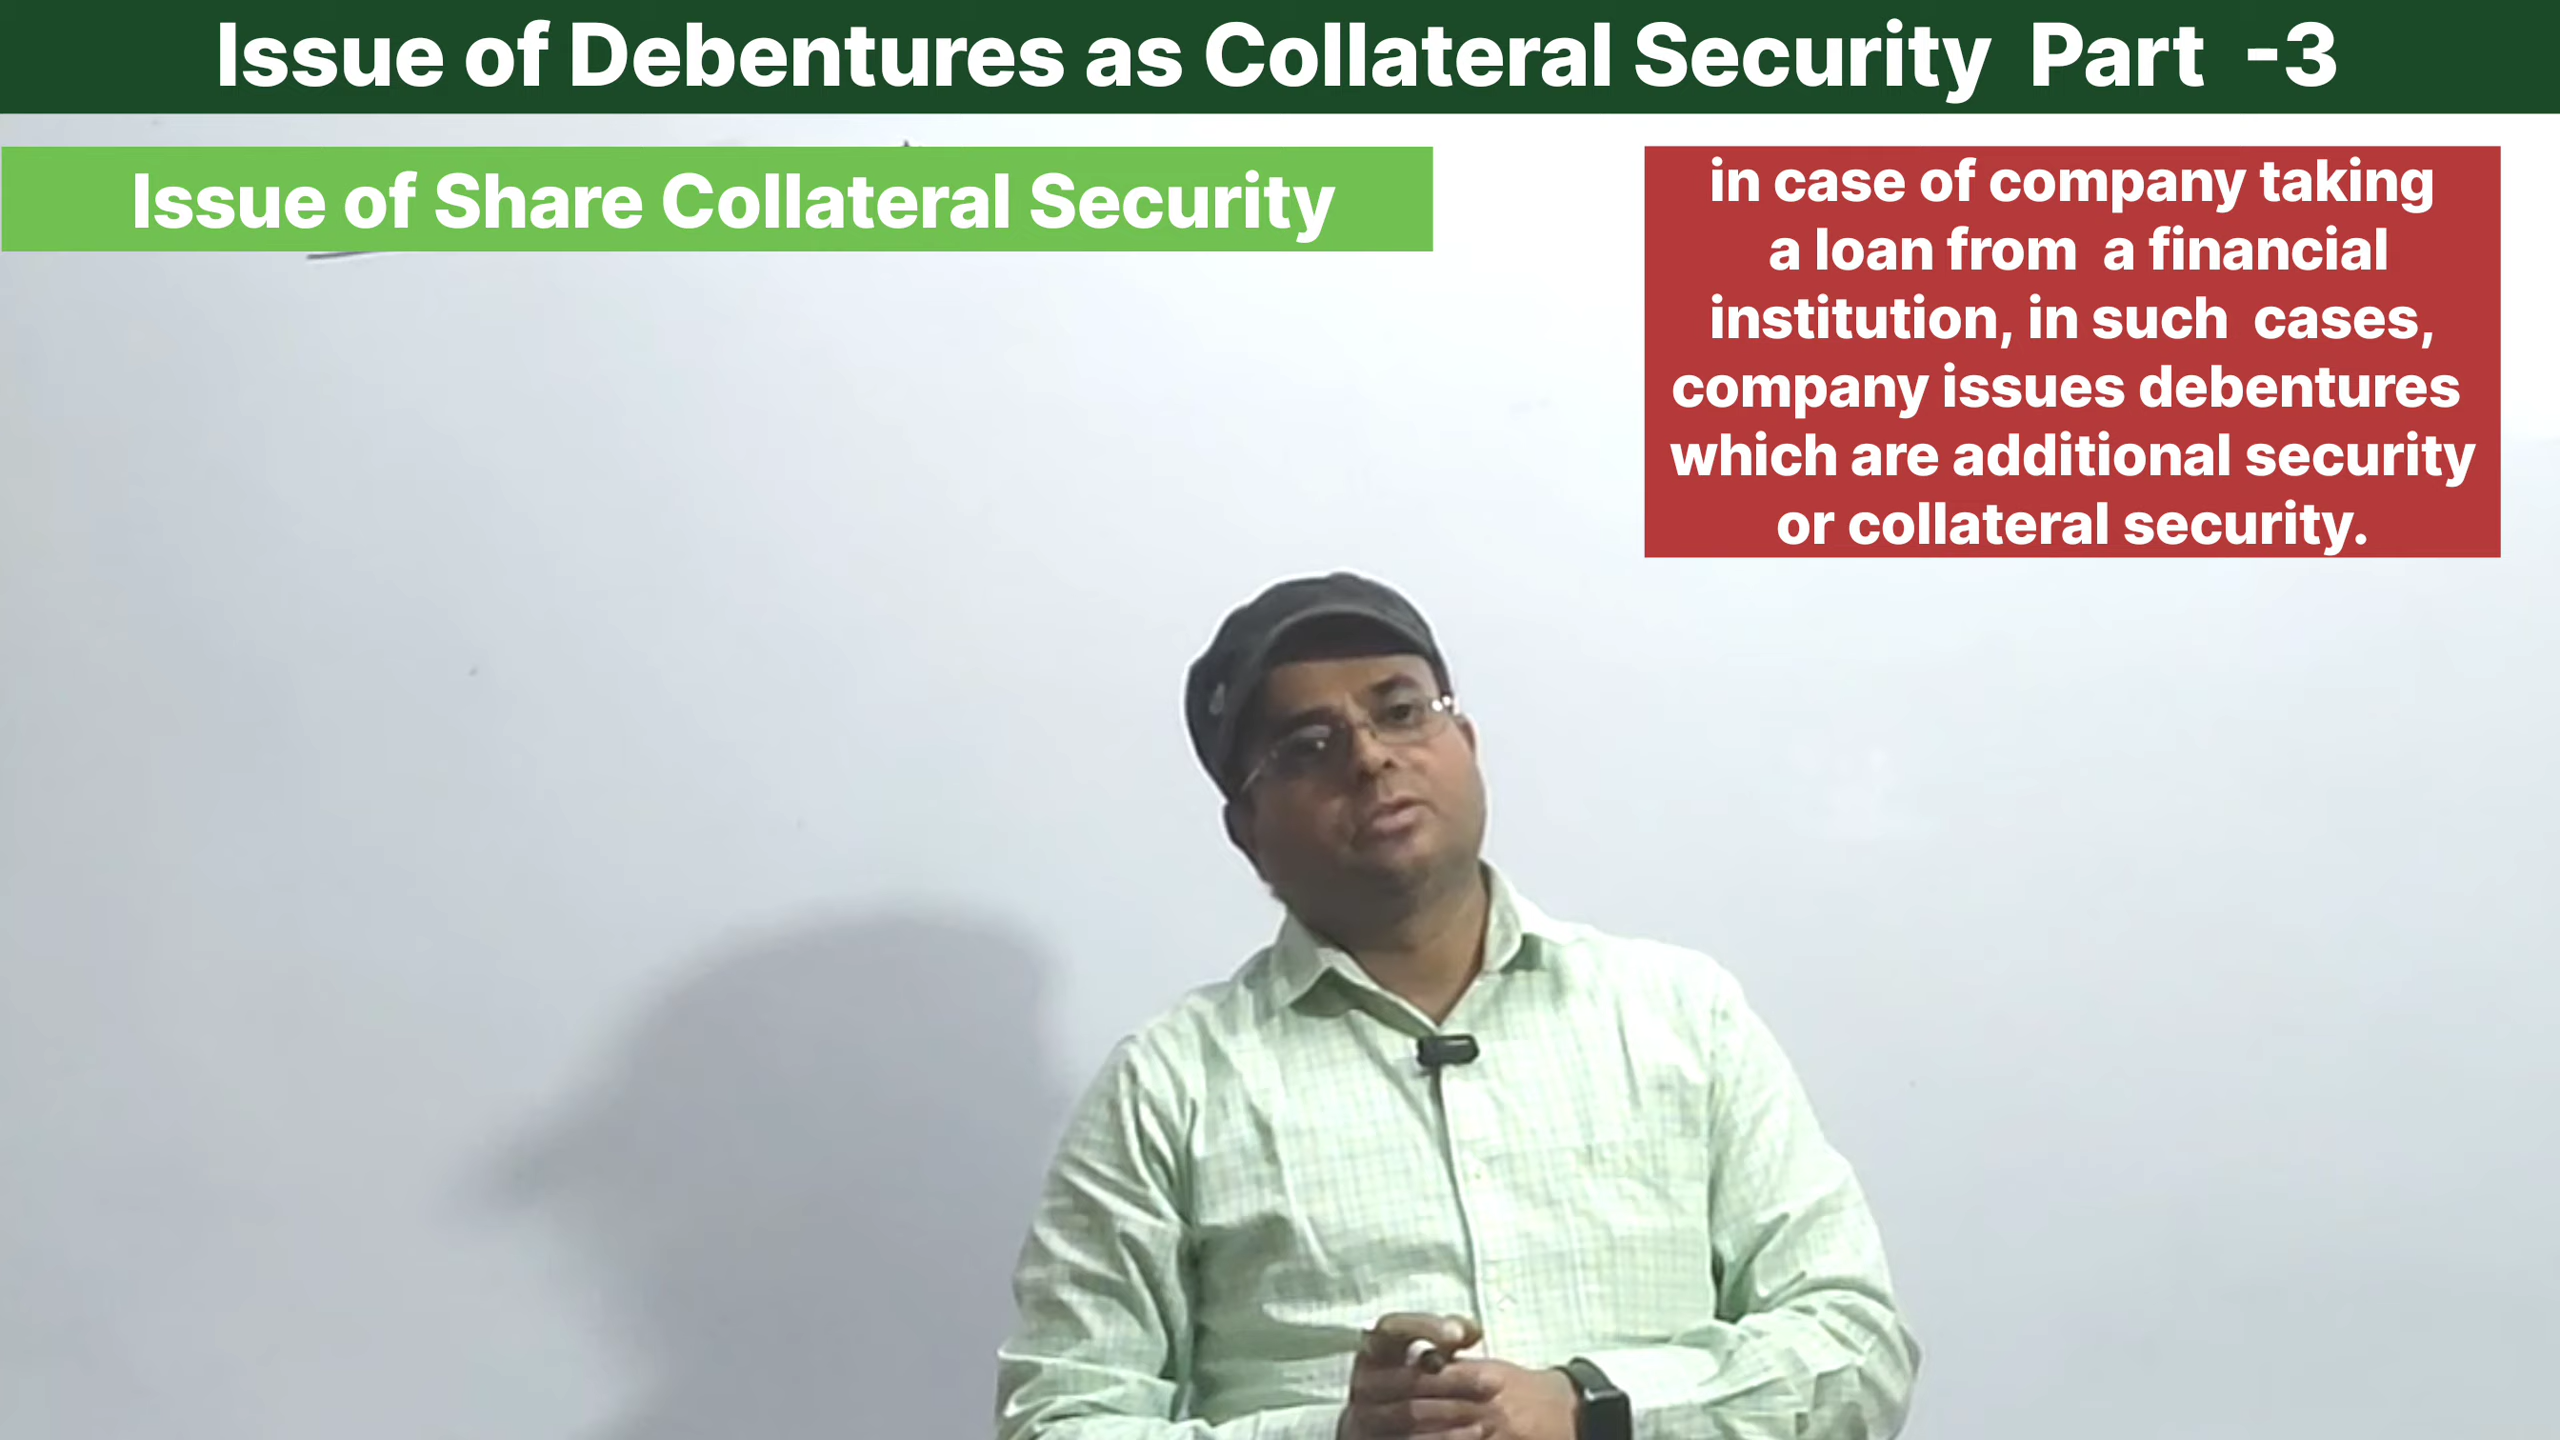 Issue of Debentures as Collateral Security Part -3
Issue of Share Collateral Security
in case of company taking
a loan from a financial
institution, in such cases,
company issues debentures
which are additional security
or collateral security.